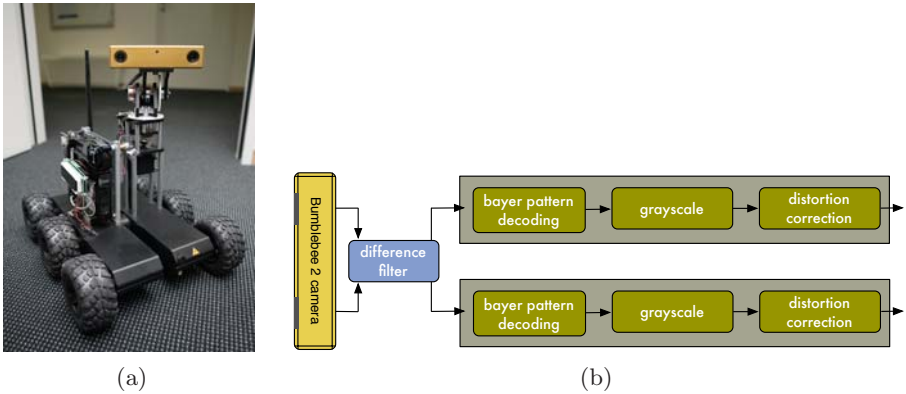 Bumblebee 2 camera
difference
filter
bayer pattern
decoding
grayscale
distortion
correction
bayer pattern
decoding
grayscale
distortion
correction
(a)
(b)